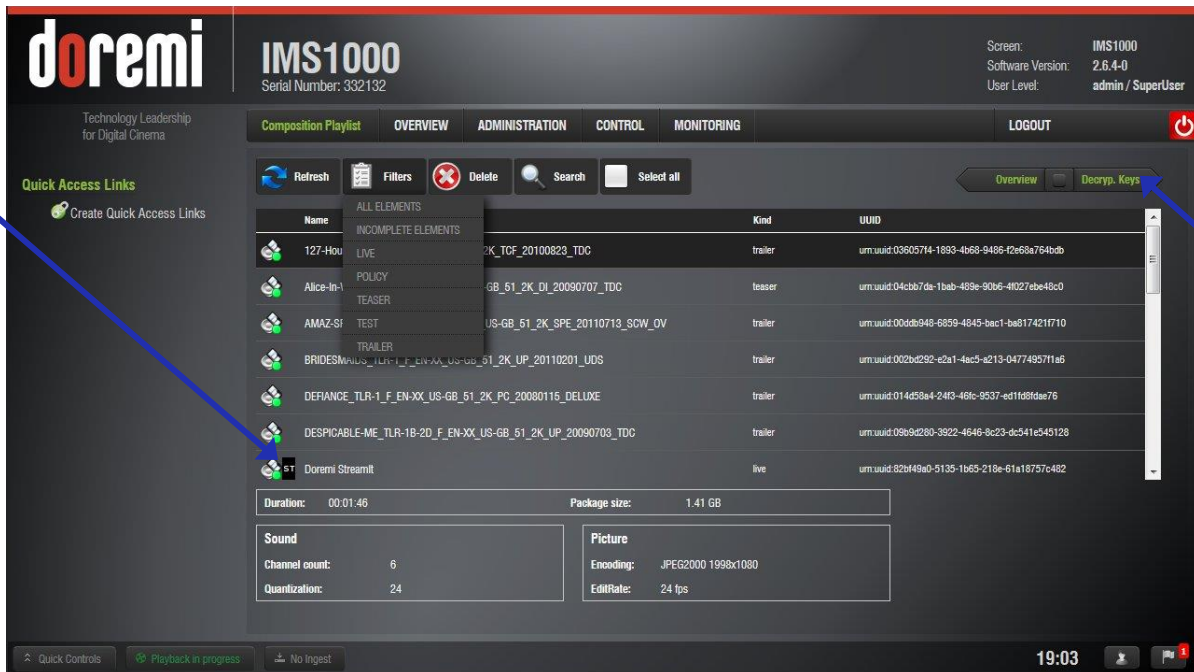 doremi
Technology Leadership
for Digital Cinema
IMS1000
Serial Number: 332132
Screen: IMS1000
Software Version: 2.6.4-0
User Level: admin / SuperUser
Composition Playlist OVERVIEW ADMINISTRATION CONTROL MONITORING LOGOUT
Quick Access Links
Create Quick Access Links
Refresh Filters Delete Search Select all Overview Decryp. Keys
ALL ELEMENTS
INCOMPLETE ELEMENTS
LIVE
POLICY
TEASER
TEST
TRAILER
Name Kind UUID
127-Hou 2K_TCF_20100823_TDC trailer urn:uuid:036057f4-1893-4b68-9486-f2e68a764bdb
Alice-In-W -GB_51_2K_DI_20090707_TDC teaser urn:uuid:04cbb7da-1bab-489e-90b6-4f027ebe48c0
AMAZ-SP US-GB_51_2K_SPE_20110713_SCW_OV trailer urn:uuid:00ddb948-6859-4845-bac1-ba817421f710
BRIDESMAIDS_TLR-1_F_EN-XX_US-GB_51_2K_UP_20110201_UDS trailer urn:uuid:002bd292-e2a1-4ac5-a213-04774957f1a6
DEFIANCE_TLR-1_F_EN-XX_US-GB_51_2K_PC_20080115_DELUXE trailer urn:uuid:014d58a4-24f3-46fc-9537-ed1fd8fdae76
DESPICABLE-ME_TLR-1B-2D_F_EN-XX_US-GB_51_2K_UP_20090703_TDC trailer urn:uuid:09b9d280-3922-4646-8c23-dc541e545128
ST Doremi StreamIt live urn:uuid:82bf49a0-5135-1b65-218e-61a18757c482
Duration: 00:01:46 Package size: 1.41 GB
Sound Picture
Channel count: 6 Encoding: JPEG2000 1998x1080
Quantization: 24 EditRate: 24 fps
Quick Controls Playback in progress No Ingest 19:03 1